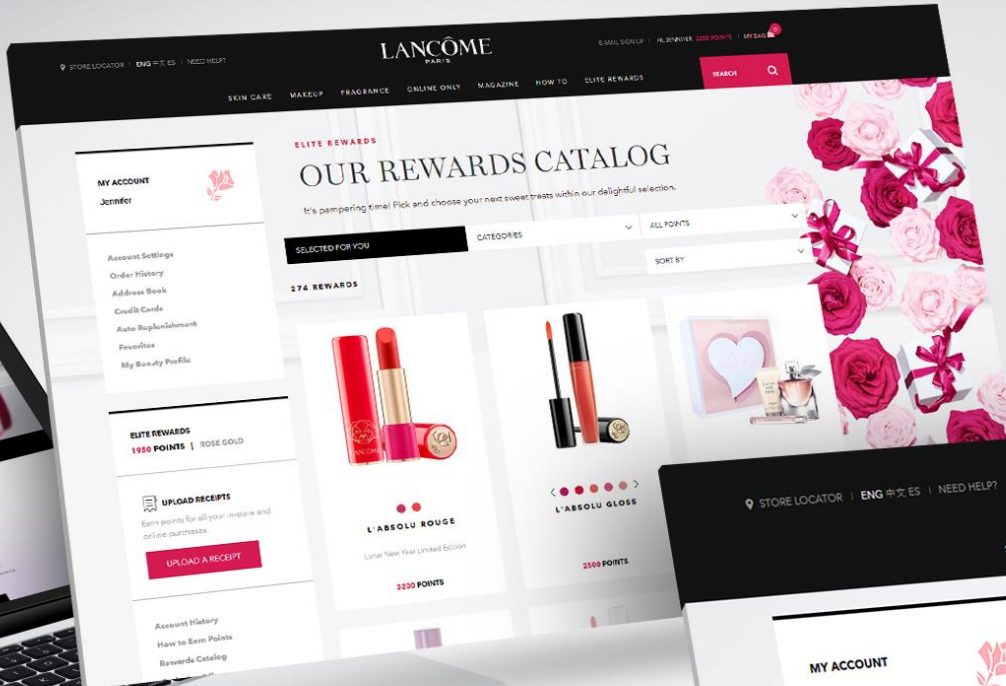 STORE LOCATOR | ENG 中文 ES | NEED HELP?
LANCÔME
PARIS
E-MAIL SIGN UP | HI, JENNIFER 2250 POINTS | MY BAG 0
SKIN CARE MAKEUP FRAGRANCE ONLINE ONLY MAGAZINE HOW TO ELITE REWARDS
SEARCH
MY ACCOUNT
Jennifer
Account Settings
Order History
Address Book
Credit Cards
Auto Replenishment
Favorites
My Beauty Profile
ELITE REWARDS
1950 POINTS | ROSE GOLD
UPLOAD RECEIPTS
Earn points for all your in-store and
online purchases.
UPLOAD A RECEIPT
Account History
How to Earn Points
Rewards Catalog
ELITE REWARDS
OUR REWARDS CATALOG
It's pampering time! Pick and choose your next sweet treats within our delightful selection.
SELECTED FOR YOU
CATEGORIES
ALL POINTS
SORT BY
274 REWARDS
LANCÔME
L'ABSOLU ROUGE
Lunar New Year Limited Edition
3200 POINTS
L'ABSOLU GLOSS
2500 POINTS
STORE LOCATOR | ENG 中文 ES | NEED HELP?
MY ACCOUNT